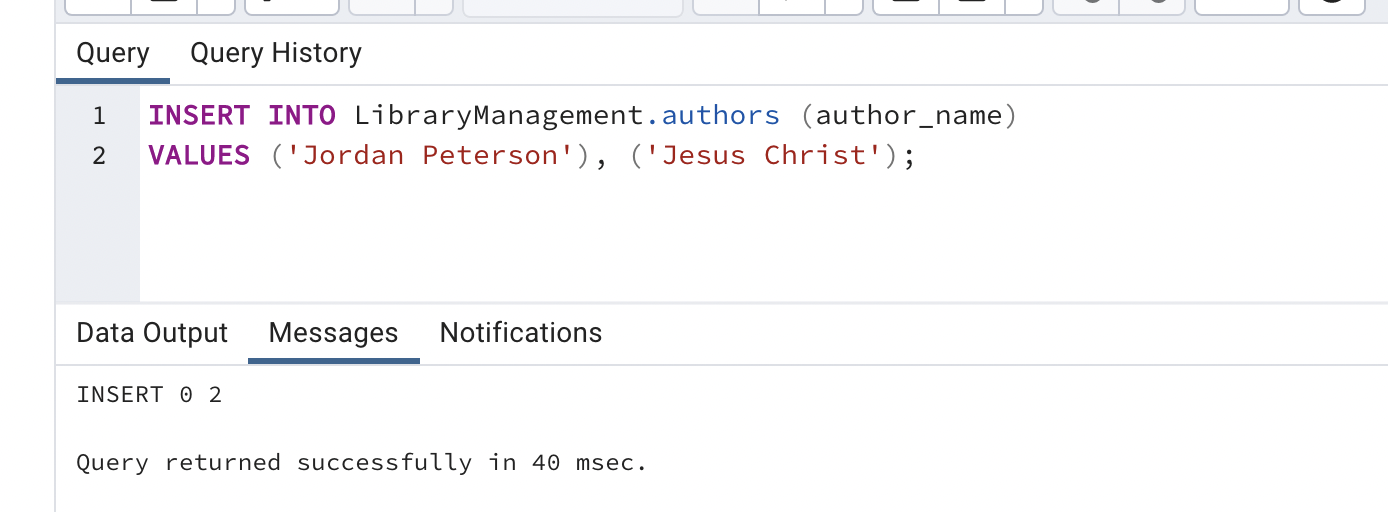 Query Query History
1 INSERT INTO LibraryManagement.authors (author_name)
2 VALUES ('Jordan Peterson'), ('Jesus Christ');
Data Output Messages Notifications
INSERT 0 2
Query returned successfully in 40 msec.